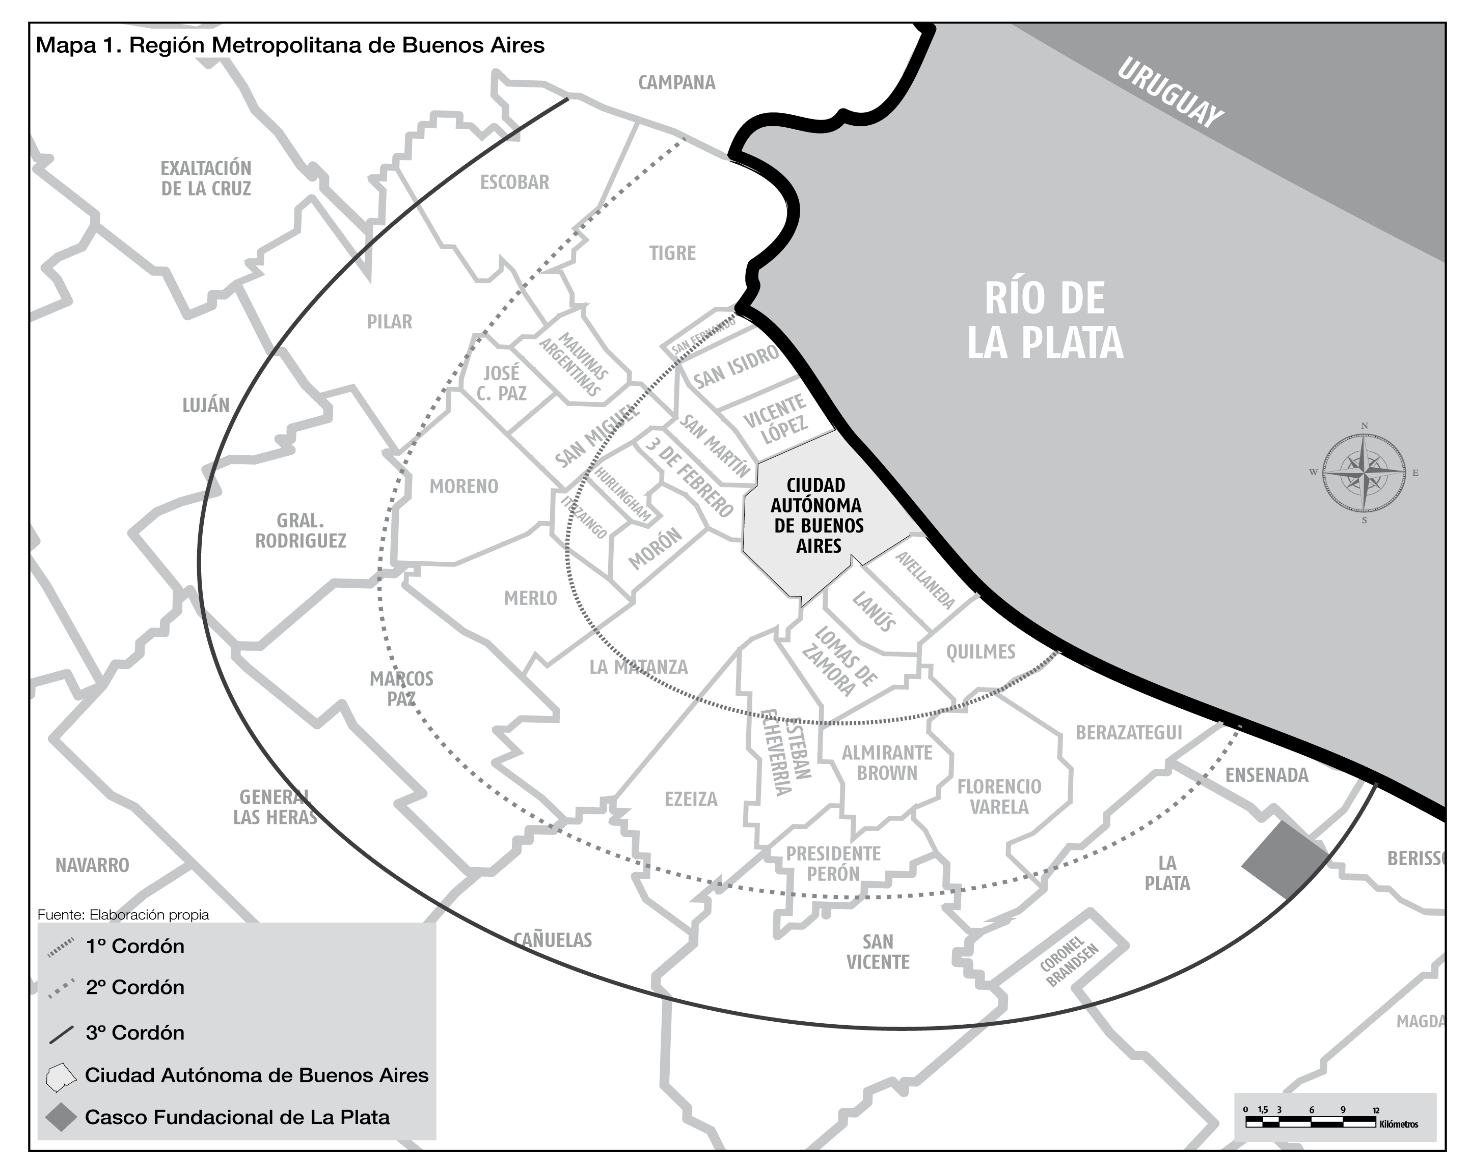 Mapa 1. Región Metropolitana de Buenos Aires
CAMPANA
URUGUAY
EXALTACIÓN
DE LA CRUZ
ESCOBAR
TIGRE
RÍO DE
LA PLATA
PILAR
SAN FERNANDO
MALVINAS
ARGENTINAS
SAN ISIDRO
JOSÉ
C. PAZ
LUJÁN
VICENTE
LÓPEZ
SAN MIGUEL
SAN MARTÍN
3 DE FEBRERO
N
W
E
S
MORENO
HURLINGHAM
ITUZAINGO
CIUDAD
AUTÓNOMA
DE BUENOS
AIRES
GRAL.
RODRIGUEZ
MORÓN
AVELLANEDA
MERLO
LANÚS
LOMAS DE
ZAMORA
QUILMES
LA MATANZA
MARCOS
PAZ
BERAZATEGUI
ESTEBAN
ECHEVERRIA
ALMIRANTE
BROWN
ENSENADA
FLORENCIO
VARELA
EZEIZA
GENERAL
LAS HERAS
NAVARRO
PRESIDENTE
PERÓN
LA
PLATA
BERISSO
CAÑUELAS
SAN
VICENTE
CORONEL
BRANDSEN
MAGDA
Fuente: Elaboración propia
1º Cordón
2º Cordón
3º Cordón
Ciudad Autónoma de Buenos Aires
Casco Fundacional de La Plata
0 1,5 3 6 9 12
Kilómetros